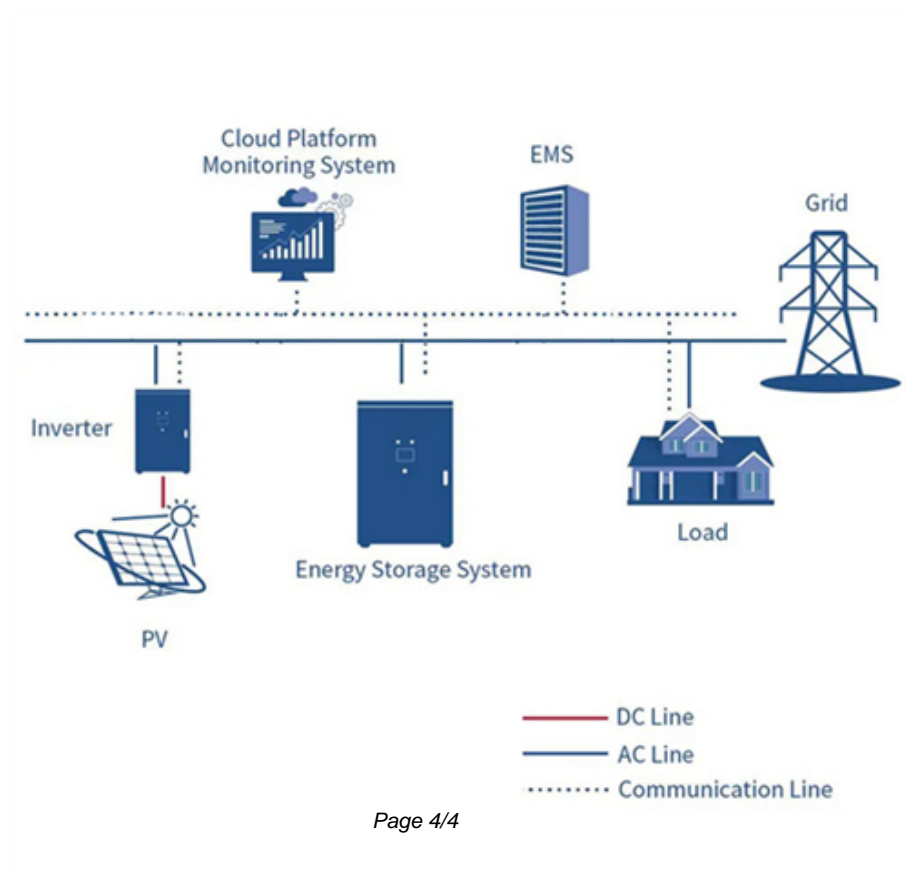 Cloud Platform
Monitoring System
EMS
Grid
Inverter
Load
Energy Storage System
PV
DC Line
AC Line
Communication Line
Page 4/4